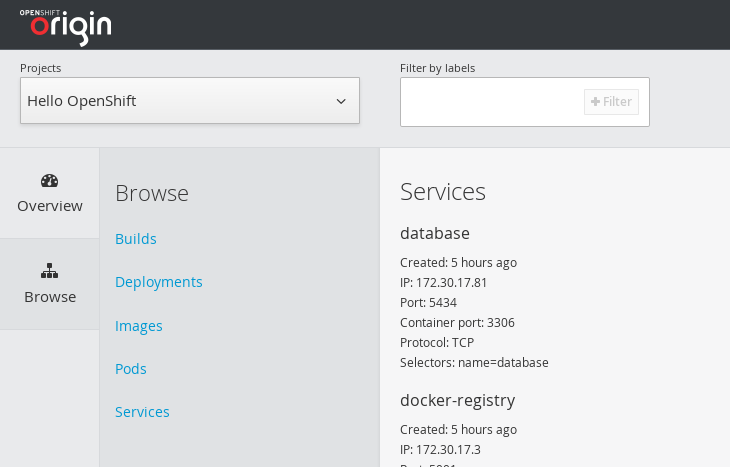 OPENSHIFT
origin
Projects
Filter by labels
Hello OpenShift
Filter
Overview
Browse
Browse
Builds
Deployments
Images
Pods
Services
Services
database
Created: 5 hours ago
IP: 172.30.17.81
Port: 5434
Container port: 3306
Protocol: TCP
Selectors: name=database
docker-registry
Created: 5 hours ago
IP: 172.30.17.3